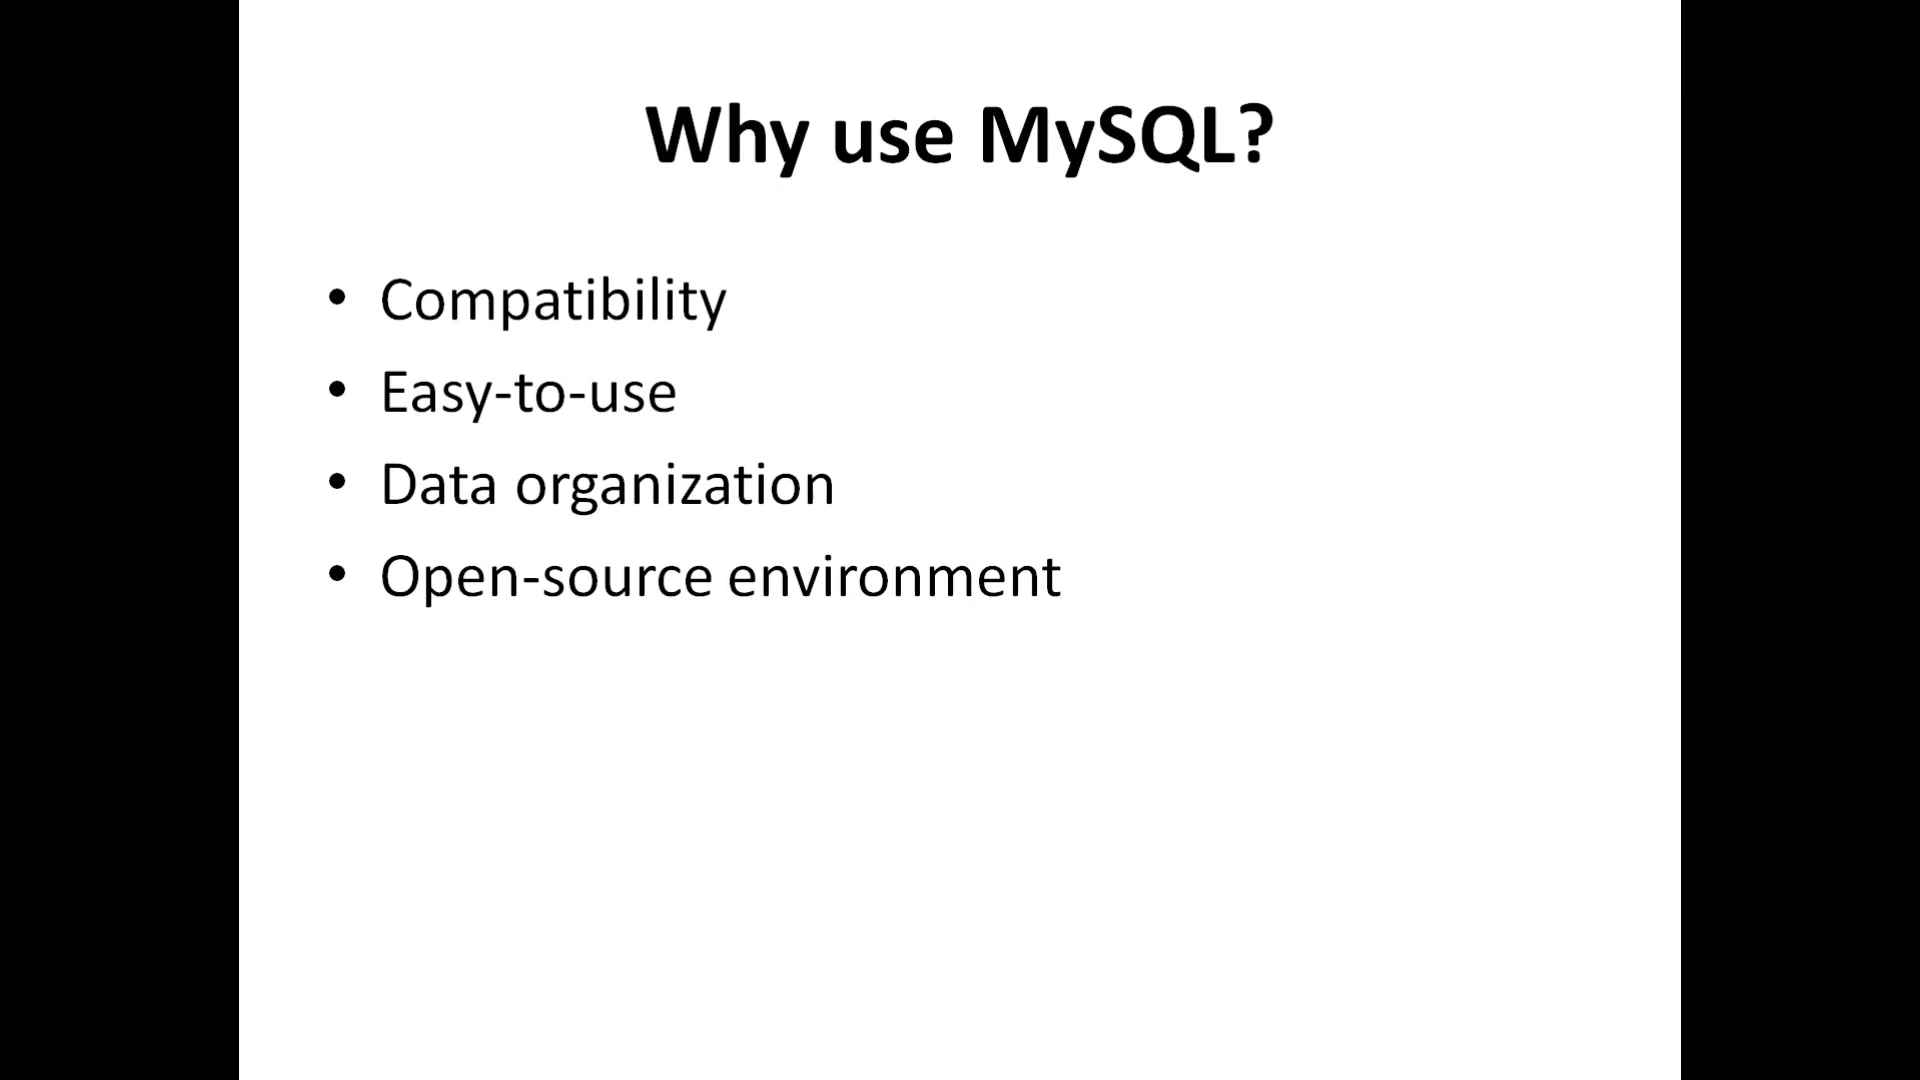 Why use MySQL?
• Compatibility
• Easy-to-use
• Data organization
• Open-source environment